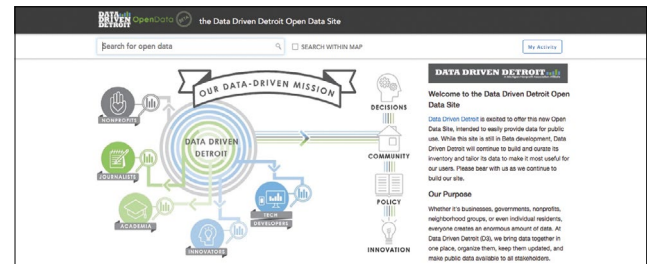 DATA DRIVEN DETROIT OpenData the Data Driven Detroit Open Data Site
Search for open data
SEARCH WITHIN MAP
My Activity
OUR DATA-DRIVEN MISSION
NONPROFITS
JOURNALISTS
ACADEMIA
INNOVATORS
TECH
DEVELOPERS
DATA DRIVEN
DETROIT
DECISIONS
COMMUNITY
POLICY
INNOVATION
DATA DRIVEN DETROIT
Welcome to the Data Driven Detroit Open
Data Site
Data Driven Detroit is excited to offer this new Open
Data Site, intended to easily provide data for public
use. While this site is still in Beta development, Data
Driven Detroit will continue to build and curate its
inventory and tailor its data to make it most useful for
our users. Please bear with us as we continue to
build our site.
Our Purpose
Whether it's businesses, governments, nonprofits,
neighborhood groups, or even individual residents,
everyone creates an enormous amount of data. At
Data Driven Detroit (D3), we bring data together in
one place, organize them, keep them updated, and
make public data available to all stakeholders.